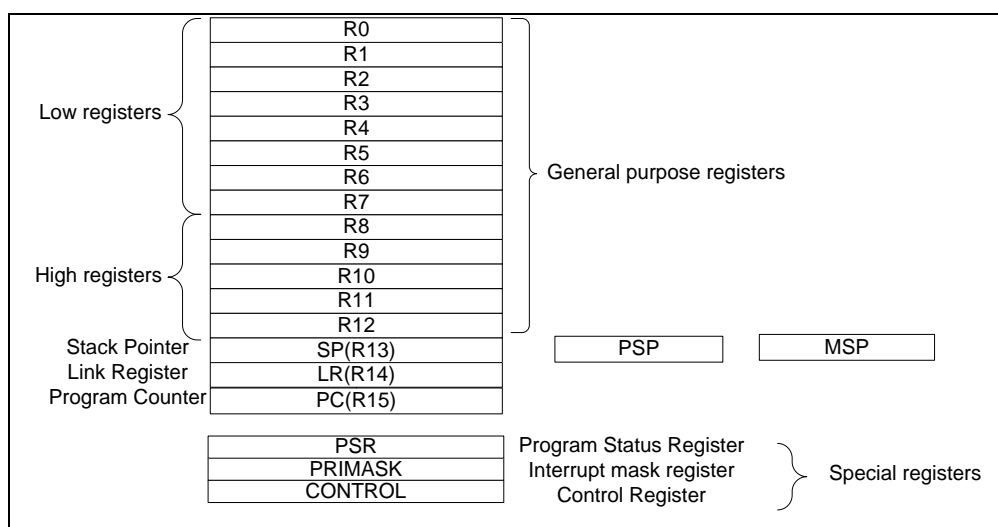 R0
R1
R2
Low registers
R3
R4
R5
R6
General purpose registers
R7
R8
R9
High registers
R10
R11
R12
Stack Pointer SP(R13) PSP MSP
Link Register LR(R14)
Program Counter PC(R15)
PSR Program Status Register
PRIMASK Interrupt mask register Special registers
CONTROL Control Register